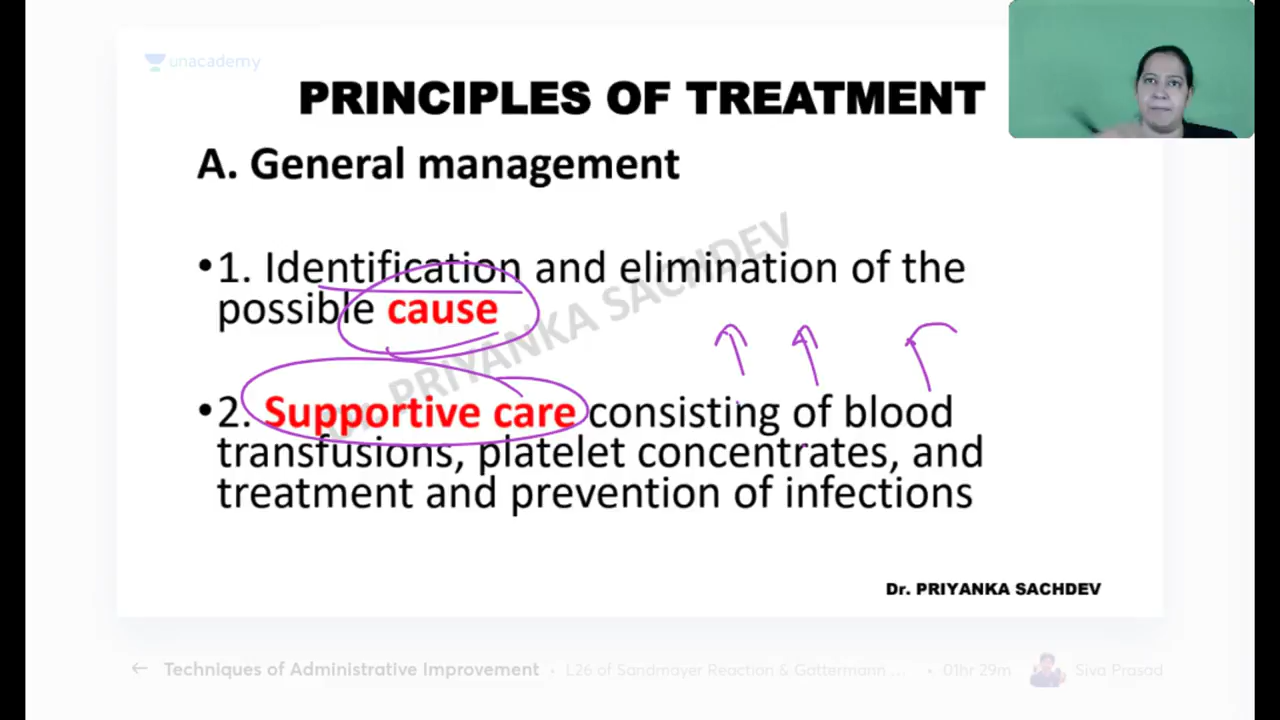 unacademy
PRINCIPLES OF TREATMENT
A. General management
•1. Identification and elimination of the
possible cause
•2. Supportive care consisting of blood
transfusions, platelet concentrates, and
treatment and prevention of infections
PRIYANKA SACHDEV
Dr. PRIYANKA SACHDEV
← Techniques of Administrative Improvement • L26 of Sandmayer Reaction & Gattermann ... • 01hr 29m Siva Prasad